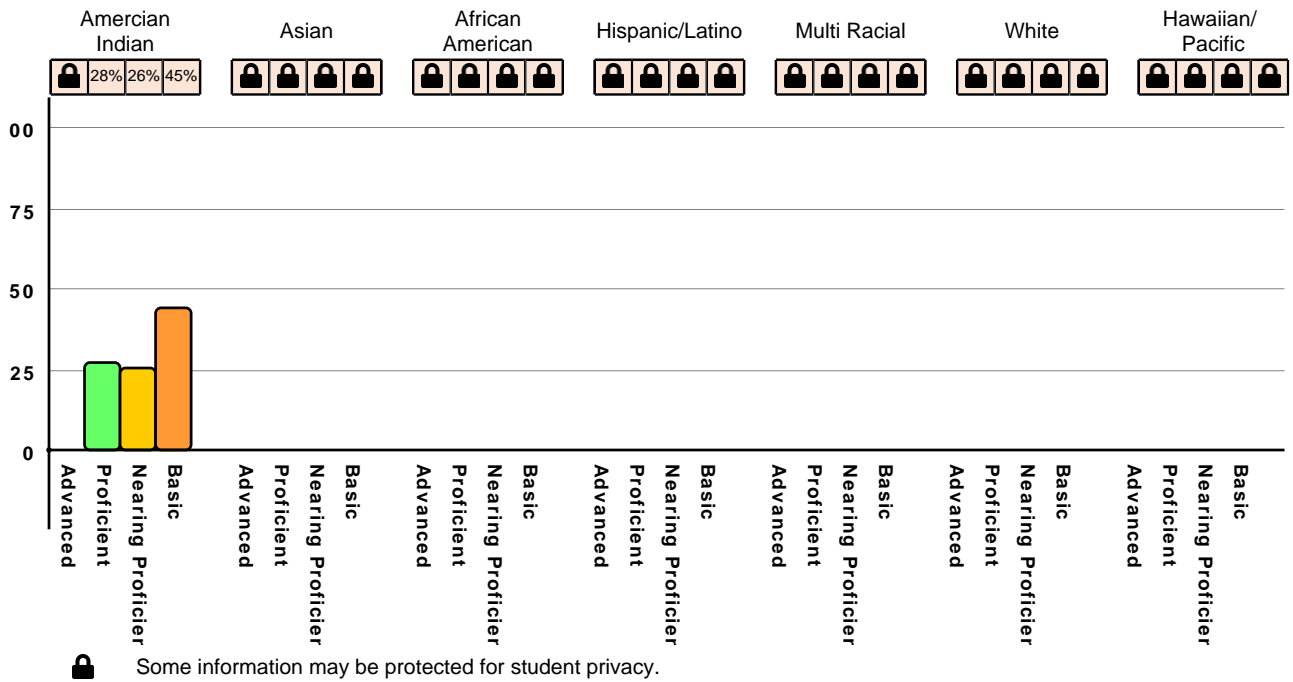 Amercian
Indian
Asian
African
American
Hispanic/Latino
Multi Racial
White
Hawaiian/
Pacific
28% 26% 45%
00
75
50
25
0
Advanced
Proficient
Nearing Proficier
Basic
Advanced
Proficient
Nearing Proficier
Basic
Advanced
Proficient
Nearing Proficier
Basic
Advanced
Proficient
Nearing Proficier
Basic
Advanced
Proficient
Nearing Proficier
Basic
Advanced
Proficient
Nearing Proficier
Basic
Advanced
Proficient
Nearing Proficier
Basic
Some information may be protected for student privacy.